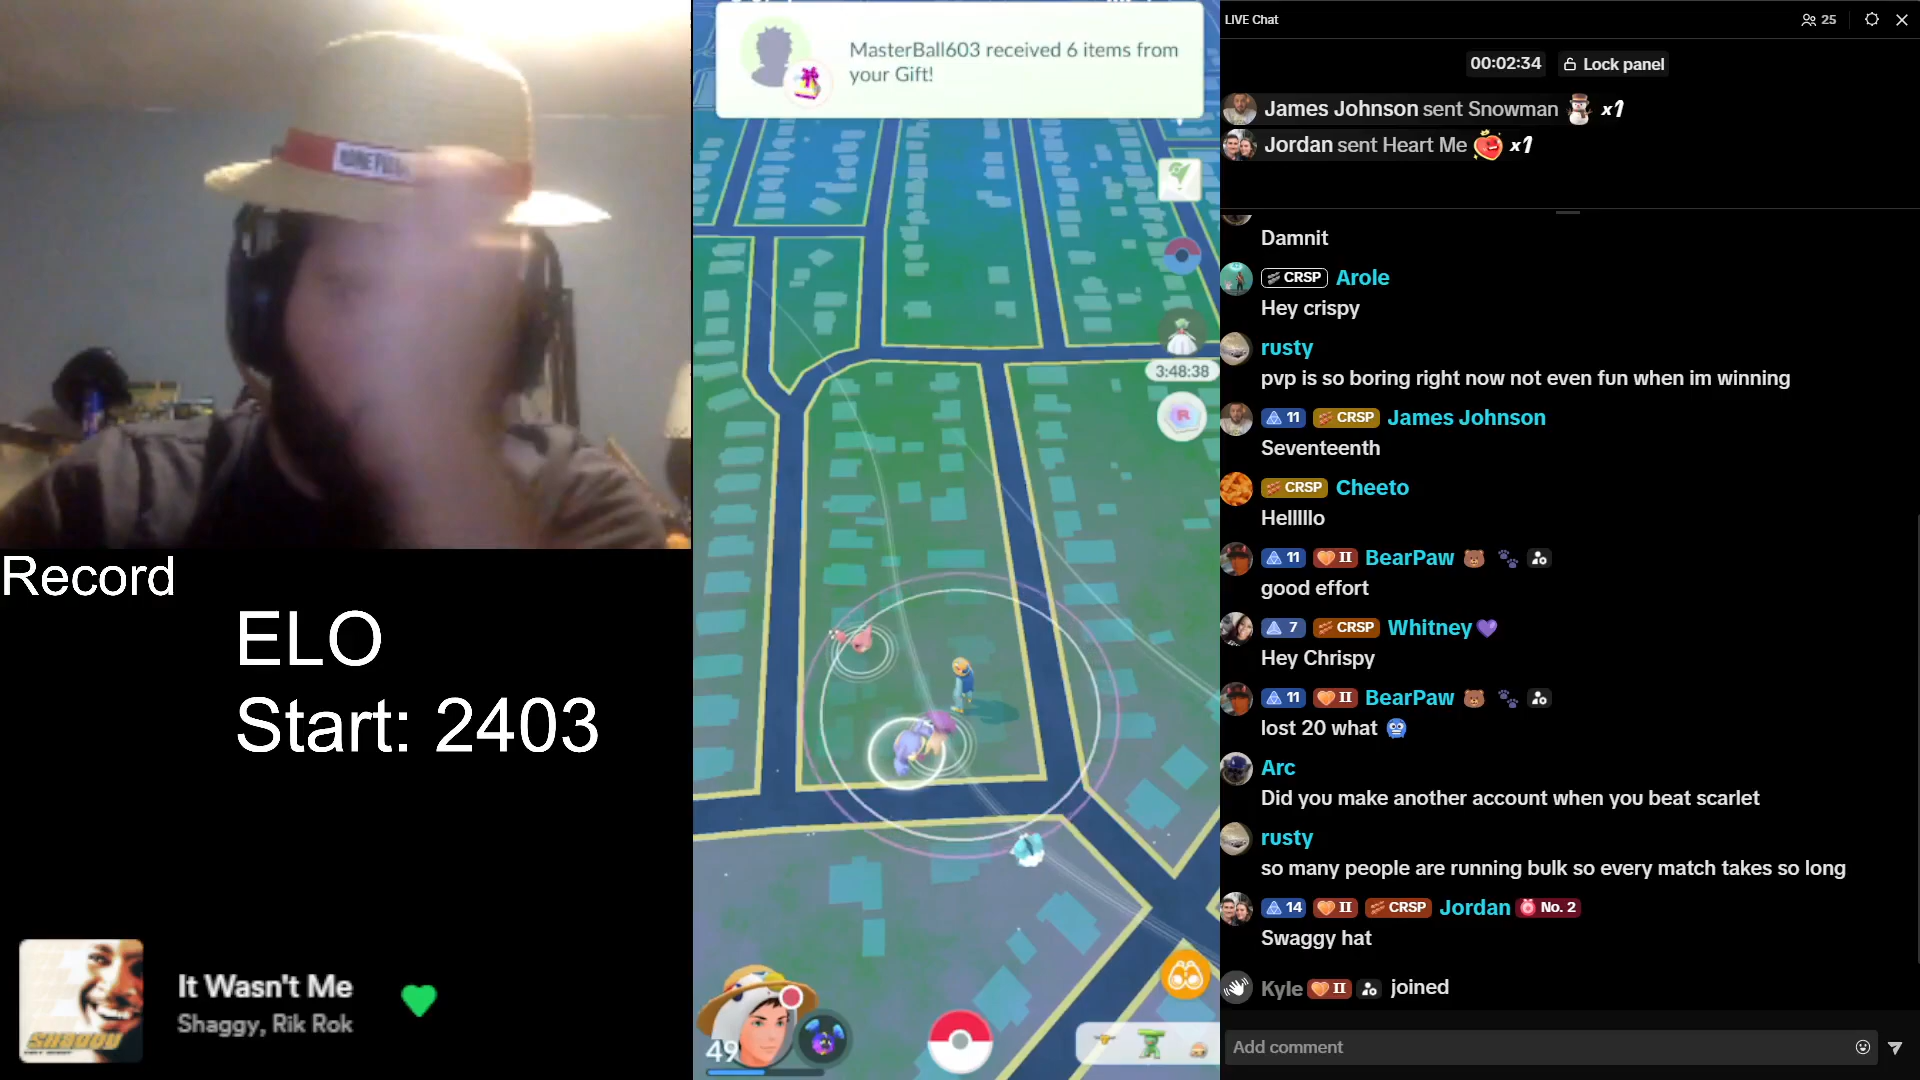 Record
ELO
Start: 2403
It Wasn't Me
Shaggy, Rik Rok
SHAGGY
MasterBall603 received 6 items from
your Gift!
3:48:38
R
49
LIVE Chat
25
00:02:34
Lock panel
James Johnson sent Snowman x1
Jordan sent Heart Me x1
Damnit
CRSP Arole
Hey crispy
rusty
pvp is so boring right now not even fun when im winning
11 CRSP James Johnson
Seventeenth
CRSP Cheeto
Helllllo
11 II BearPaw
good effort
7 CRSP Whitney
Hey Chrispy
11 II BearPaw
lost 20 what
Arc
Did you make another account when you beat scarlet
rusty
so many people are running bulk so every match takes so long
14 II CRSP Jordan No. 2
Swaggy hat
Kyle II joined
Add comment